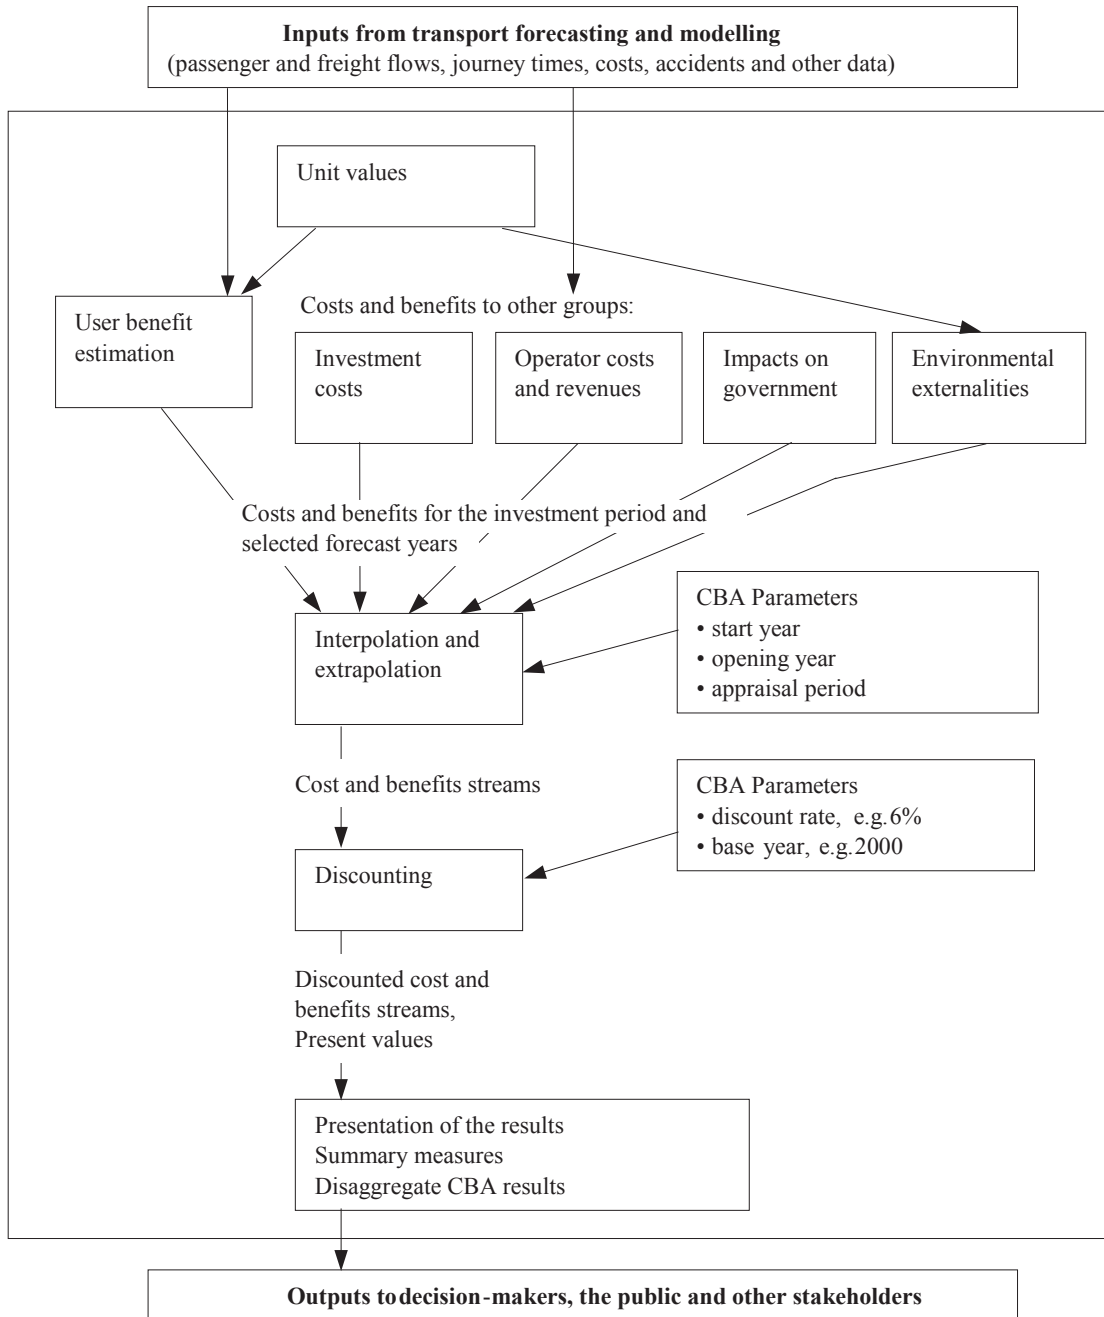 Inputs from transport forecasting and modelling
(passenger and freight flows, journey times, costs, accidents and other data)
Unit values
User benefit
estimation
Costs and benefits to other groups:
Investment
costs
Operator costs
and revenues
Impacts on
government
Environmental
externalities
Costs and benefits for the investment period and
selected forecast years
Interpolation and
extrapolation
CBA Parameters
• start year
• opening year
• appraisal period
Cost and benefits streams
CBA Parameters
• discount rate, e.g.6%
• base year, e.g.2000
Discounting
Discounted cost and
benefits streams,
Present values
Presentation of the results
Summary measures
Disaggregate CBA results
Outputs to decision-makers, the public and other stakeholders